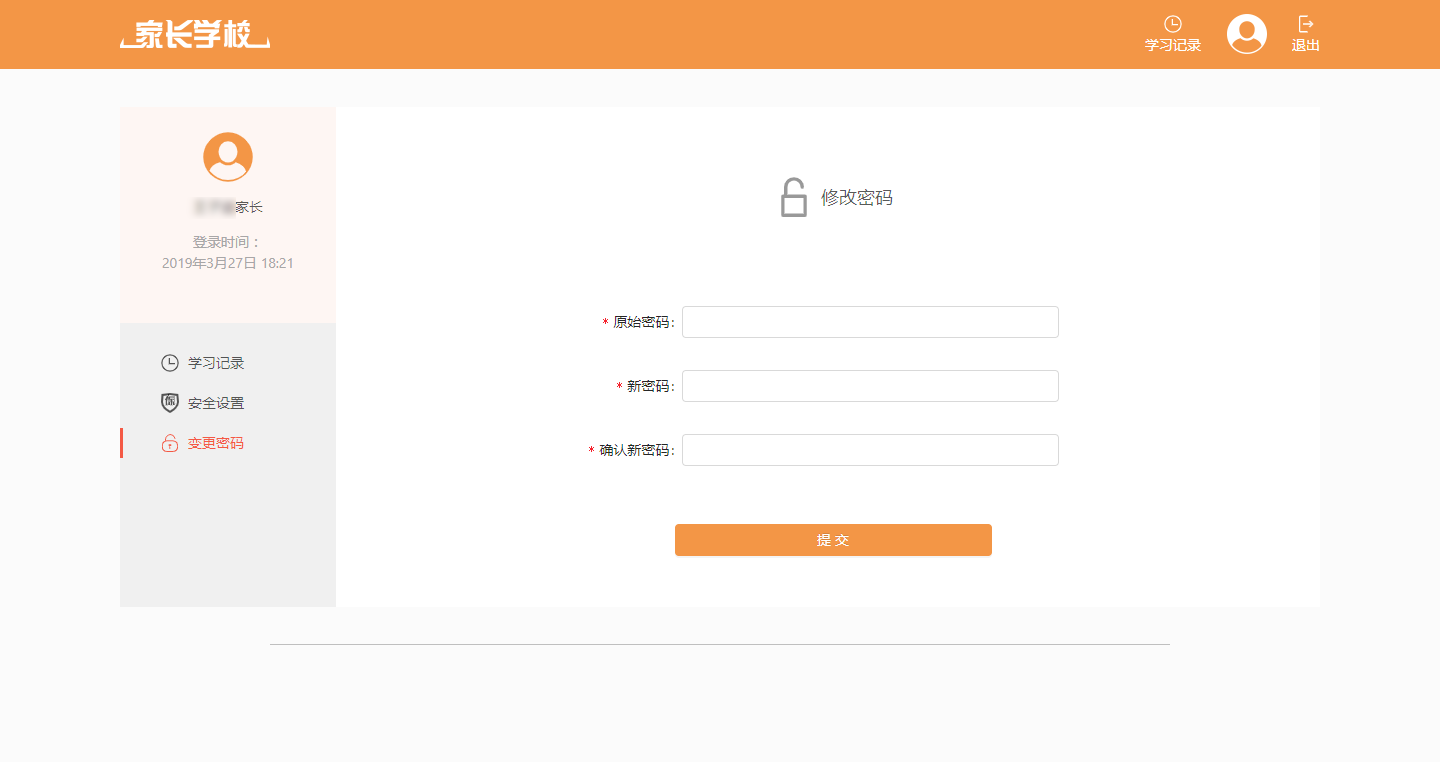 家长学校
学习记录
退出
家长
登录时间：
2019年3月27日 18:21
学习记录
安全设置
变更密码
修改密码
* 原始密码:
* 新密码:
* 确认新密码:
提 交